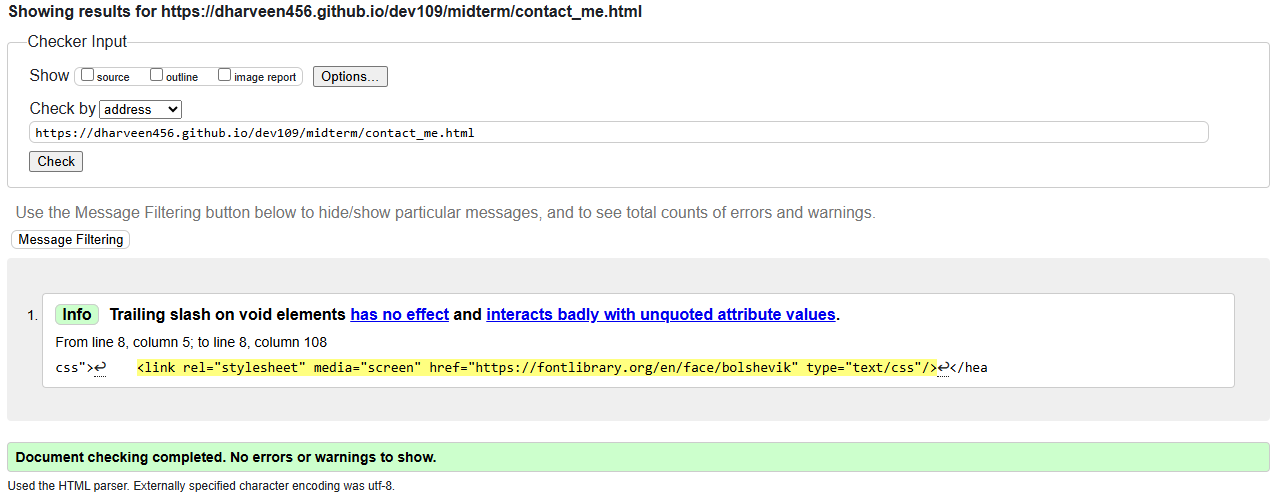 Showing results for https://dharveen456.github.io/dev109/midterm/contact_me.html
Checker Input
Show source outline image report Options...
Check by address
https://dharveen456.github.io/dev109/midterm/contact_me.html
Check
Use the Message Filtering button below to hide/show particular messages, and to see total counts of errors and warnings.
Message Filtering
1. Info Trailing slash on void elements has no effect and interacts badly with unquoted attribute values.
From line 8, column 5; to line 8, column 108
css">↩ <link rel="stylesheet" media="screen" href="https://fontlibrary.org/en/face/bolshevik" type="text/css"/>↩</hea
Document checking completed. No errors or warnings to show.
Used the HTML parser. Externally specified character encoding was utf-8.